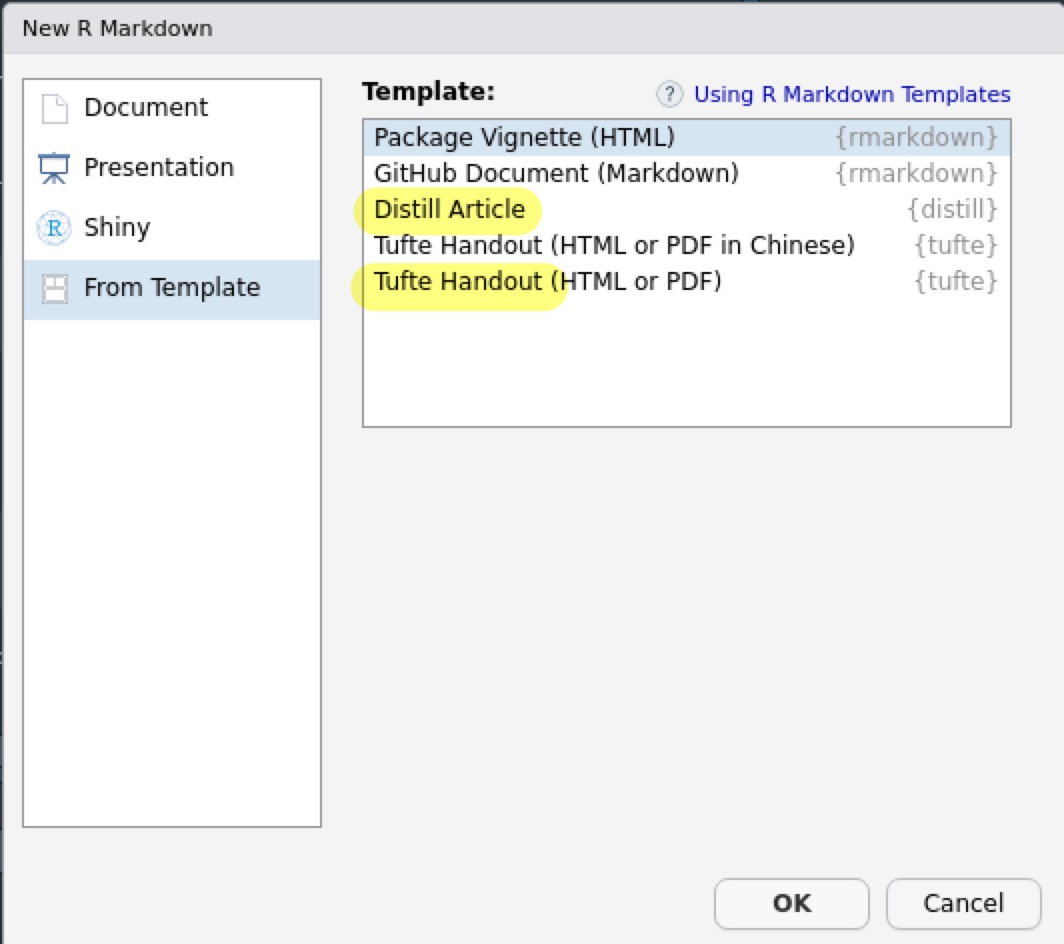 New R Markdown
Document
Presentation
R Shiny
From Template
Template: ? Using R Markdown Templates
Package Vignette (HTML) {rmarkdown}
GitHub Document (Markdown) {rmarkdown}
Distill Article {distill}
Tufte Handout (HTML or PDF in Chinese) {tufte}
Tufte Handout (HTML or PDF) {tufte}
OK Cancel